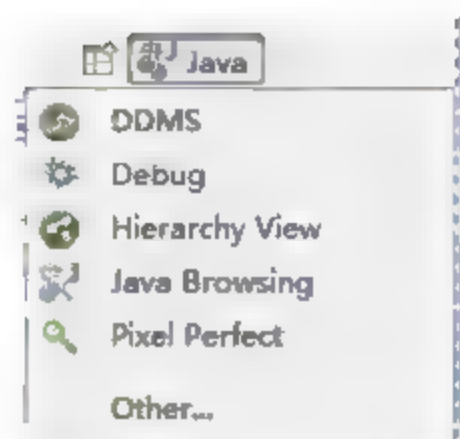 Java
DDMS
Debug
Hierarchy View
Java Browsing
Pixel Perfect
Other...